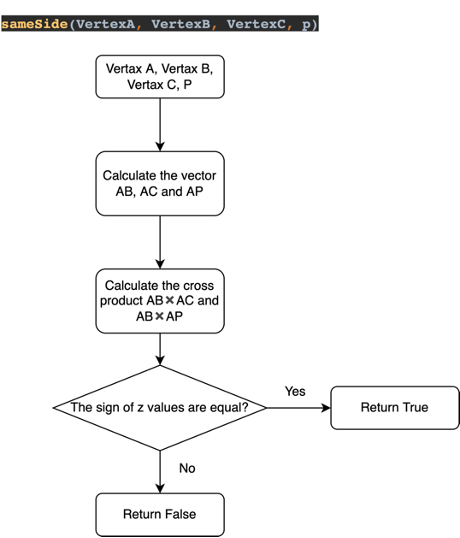 sameSide(VertexA, VertexB, VertexC, p)
Vertax A, Vertax B,
Vertax C, P
Calculate the vector
AB, AC and AP
Calculate the cross
product AB×AC and
AB×AP
The sign of z values are equal?
Yes
Return True
No
Return False